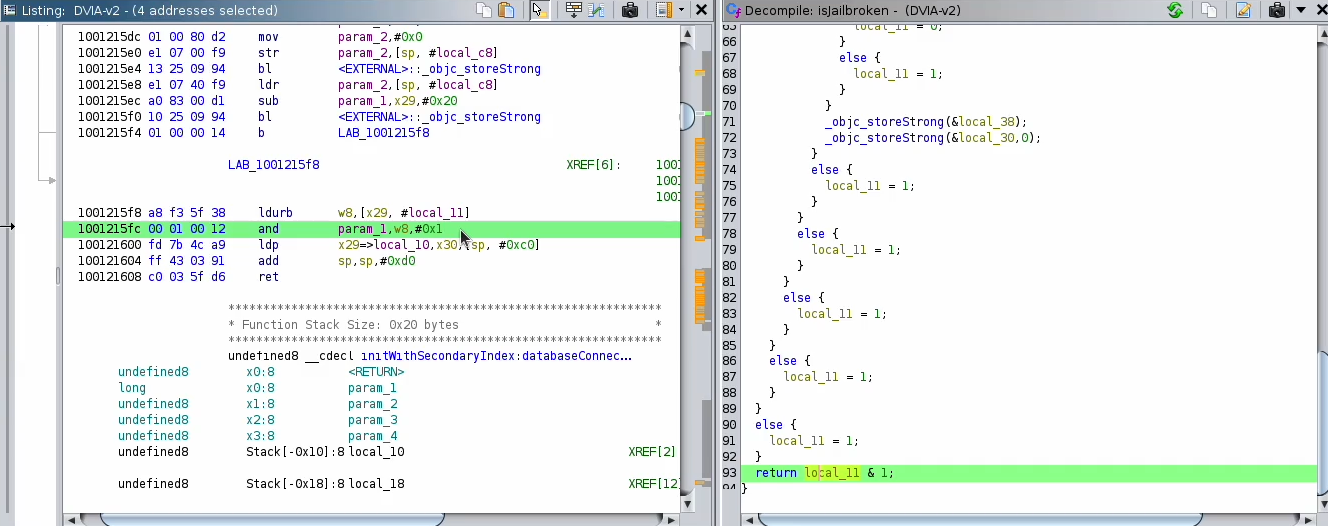 Listing: DVIA-v2 - (4 addresses selected)
1001215dc 01 00 80 d2 mov param_2,#0x0
1001215e0 e1 07 00 f9 str param_2,[sp, #local_c8]
1001215e4 13 25 09 94 bl <EXTERNAL>::_objc_storeStrong
1001215e8 e1 07 40 f9 ldr param_2,[sp, #local_c8]
1001215ec a0 83 00 d1 sub param_1,x29,#0x20
1001215f0 10 25 09 94 bl <EXTERNAL>::_objc_storeStrong
1001215f4 01 00 00 14 b LAB_1001215f8
LAB_1001215f8 XREF[6]: 1001
1001
1001
1001215f8 a8 f3 5f 38 ldurb w8,[x29, #local_11]
1001215fc 00 01 00 12 and param_1,w8,#0x1
100121600 fd 7b 4c a9 ldp x29=>local_10,x30,[sp, #0xc0]
100121604 ff 43 03 91 add sp,sp,#0xd0
100121608 c0 03 5f d6 ret
******************************************************
* Function Stack Size: 0x20 bytes *
******************************************************
undefined8 __cdecl initWithSecondaryIndex:databaseConnec...
undefined8 x0:8 <RETURN>
long x0:8 param_1
undefined8 x1:8 param_2
undefined8 x2:8 param_3
undefined8 x3:8 param_4
undefined8 Stack[-0x10]:8 local_10 XREF[2]
undefined8 Stack[-0x18]:8 local_18 XREF[12]
Decompile: isJailbroken - (DVIA-v2)
65 local_11 = 0;
66 }
67 else {
68 local_11 = 1;
69 }
70 }
71 _objc_storeStrong(&local_38);
72 _objc_storeStrong(&local_30,0);
73 }
74 else {
75 local_11 = 1;
76 }
77 }
78 else {
79 local_11 = 1;
80 }
81 }
82 else {
83 local_11 = 1;
84 }
85 }
86 else {
87 local_11 = 1;
88 }
89 }
90 else {
91 local_11 = 1;
92 }
93 return local_11 & 1;
94 }